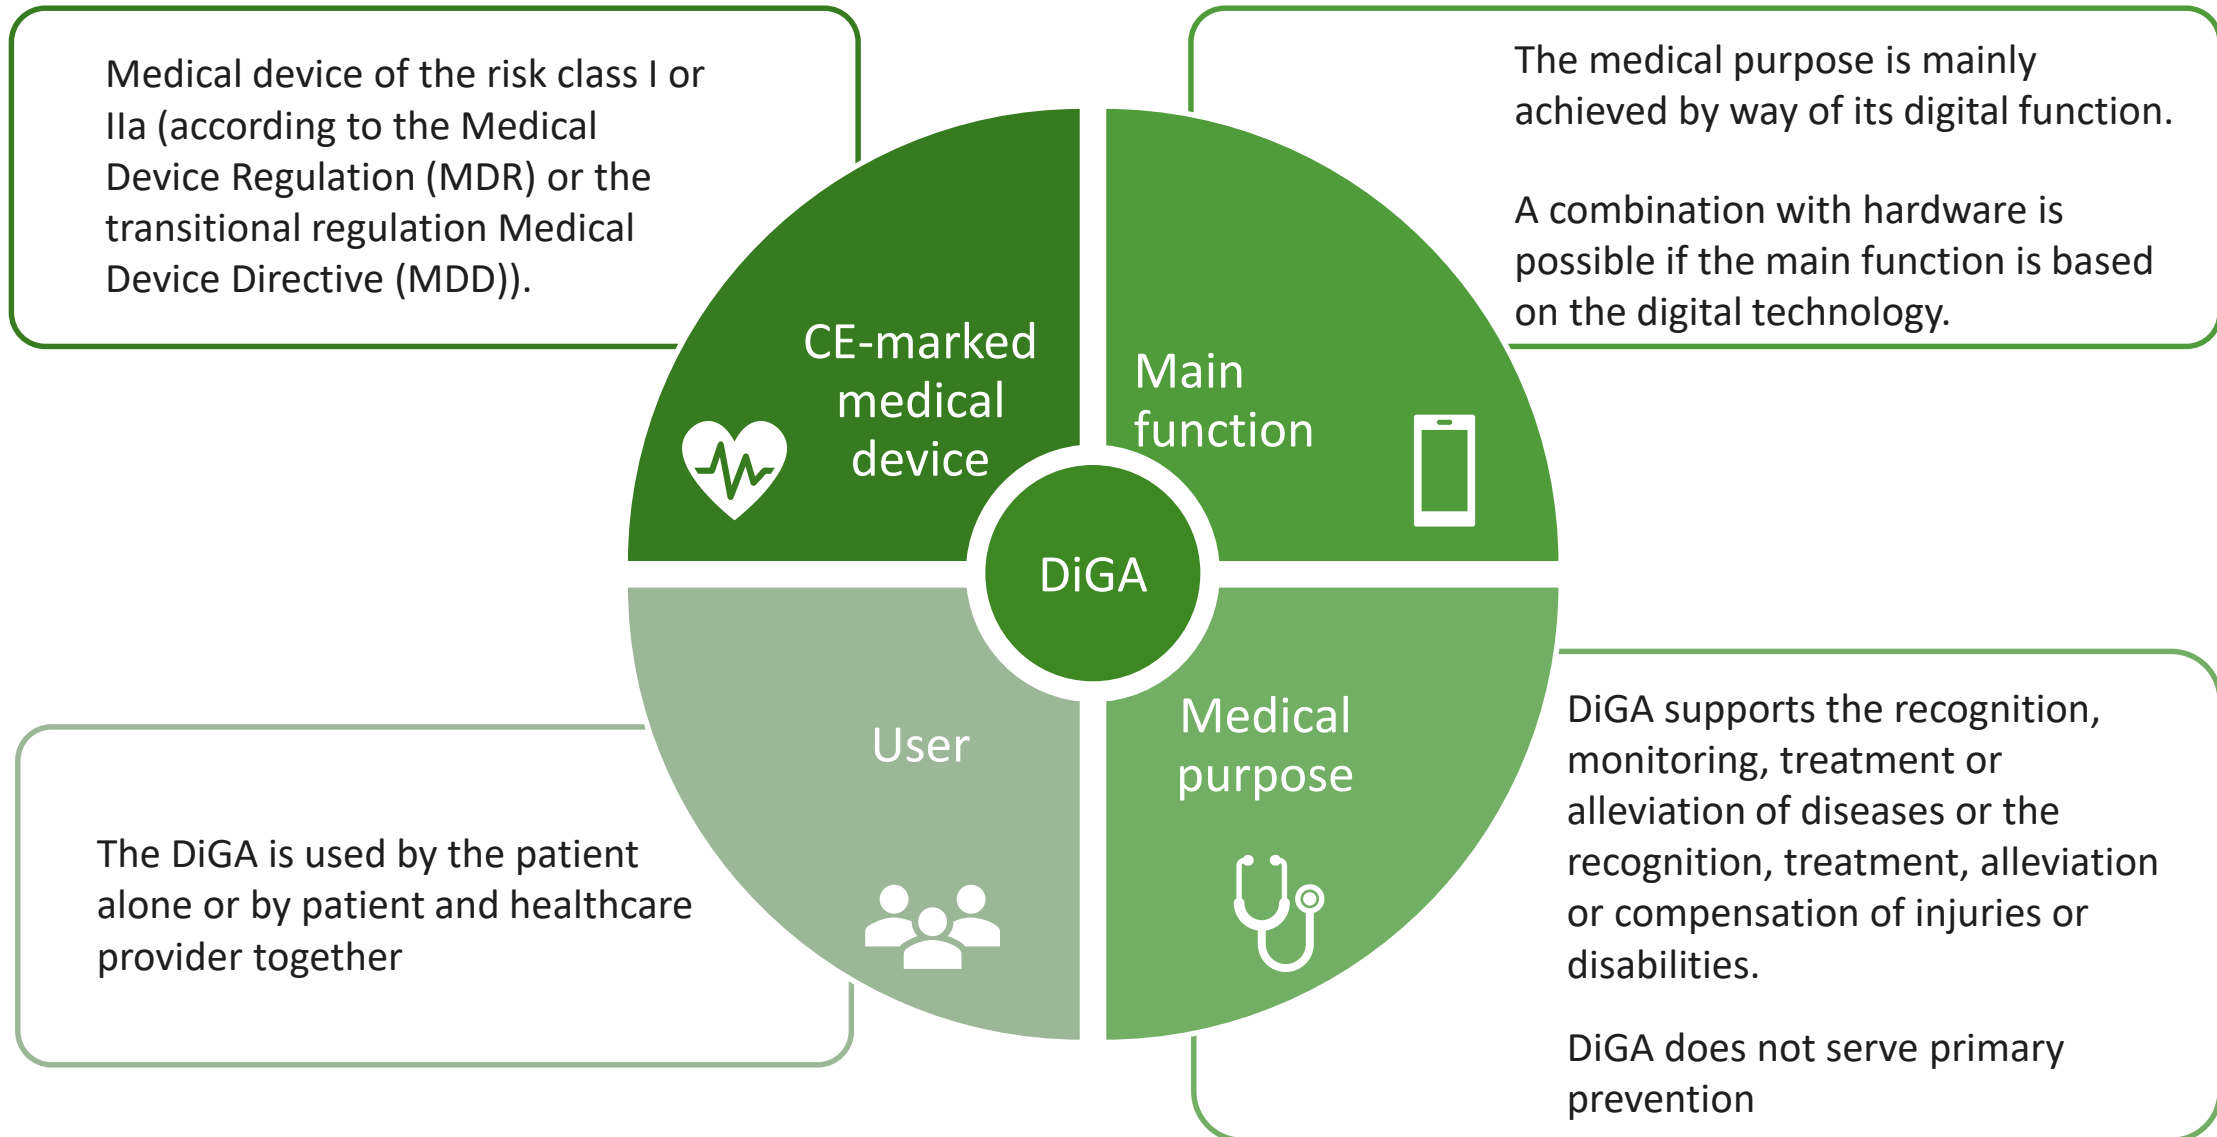 Medical device of the risk class I or
IIa (according to the Medical
Device Regulation (MDR) or the
transitional regulation Medical
Device Directive (MDD)).
The medical purpose is mainly
achieved by way of its digital function.
A combination with hardware is
possible if the main function is based
on the digital technology.
CE-marked
medical
device
Main
function
DiGA
User
Medical
purpose
The DiGA is used by the patient
alone or by patient and healthcare
provider together
DiGA supports the recognition,
monitoring, treatment or
alleviation of diseases or the
recognition, treatment, alleviation
or compensation of injuries or
disabilities.
DiGA does not serve primary
prevention